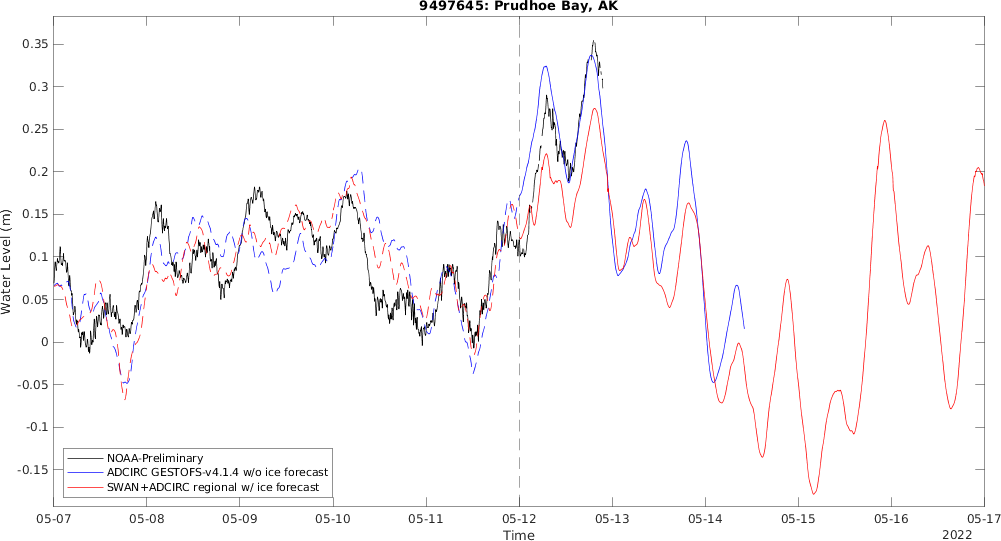 9497645: Prudhoe Bay, AK
Water Level (m)
0.35
0.3
0.25
0.2
0.15
0.1
0.05
0
-0.05
-0.1
-0.15
NOAA-Preliminary
ADCIRC GESTOFS-v4.1.4 w/o ice forecast
SWAN+ADCIRC regional w/ ice forecast
05-07 05-08 05-09 05-10 05-11 05-12 05-13 05-14 05-15 05-16 05-17
Time
2022